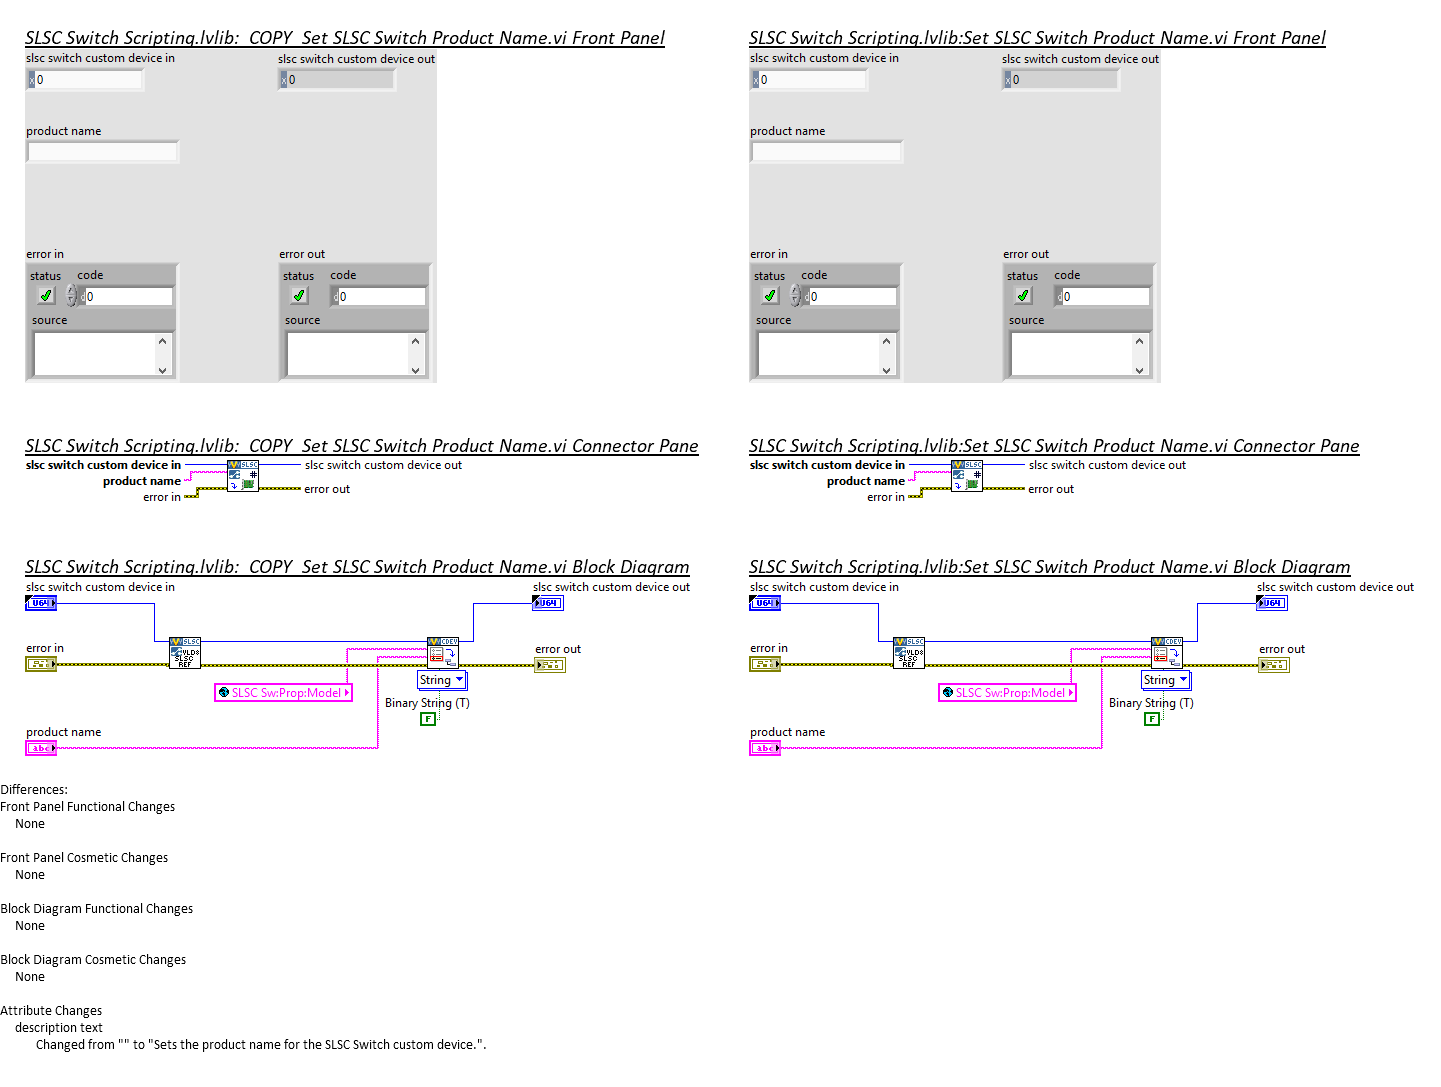 SLSC Switch Scripting.lvlib:  COPY  Set SLSC Switch Product Name.vi Front Panel
slsc switch custom device in
slsc switch custom device out
x 0
x 0
product name
error in
error out
status code
status code
d 0
d 0
source
source
SLSC Switch Scripting.lvlib:Set SLSC Switch Product Name.vi Front Panel
slsc switch custom device in
slsc switch custom device out
x 0
x 0
product name
error in
error out
status code
status code
d 0
d 0
source
source
SLSC Switch Scripting.lvlib:  COPY  Set SLSC Switch Product Name.vi Connector Pane
slsc switch custom device in
SLSC
slsc switch custom device out
product name
#
error in
error out
SLSC Switch Scripting.lvlib:Set SLSC Switch Product Name.vi Connector Pane
slsc switch custom device in
SLSC
slsc switch custom device out
product name
#
error in
error out
SLSC Switch Scripting.lvlib:  COPY  Set SLSC Switch Product Name.vi Block Diagram
slsc switch custom device in
slsc switch custom device out
U64
U64
error in
SLSC
VLD:
SLSC
REF
CDEV
error out
SLSC Sw:Prop:Model
String
Binary String (T)
F
product name
abc
SLSC Switch Scripting.lvlib:Set SLSC Switch Product Name.vi Block Diagram
slsc switch custom device in
slsc switch custom device out
U64
U64
error in
SLSC
VLD:
SLSC
REF
CDEV
error out
SLSC Sw:Prop:Model
String
Binary String (T)
F
product name
abc
Differences:
Front Panel Functional Changes
None
Front Panel Cosmetic Changes
None
Block Diagram Functional Changes
None
Block Diagram Cosmetic Changes
None
Attribute Changes
description text
Changed from "" to "Sets the product name for the SLSC Switch custom device.".